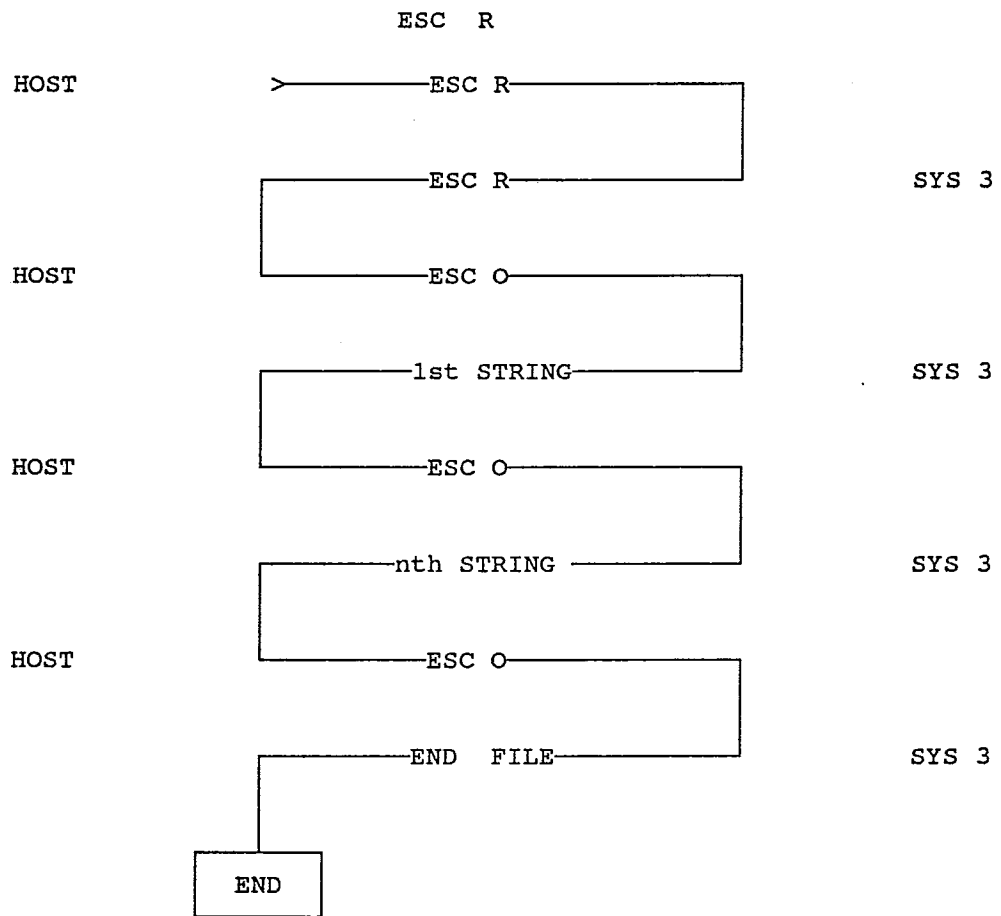 ESC R
HOST > ESC R
ESC R SYS 3
HOST ESC O
1st STRING SYS 3
HOST ESC O
nth STRING SYS 3
HOST ESC O
END FILE SYS 3
END